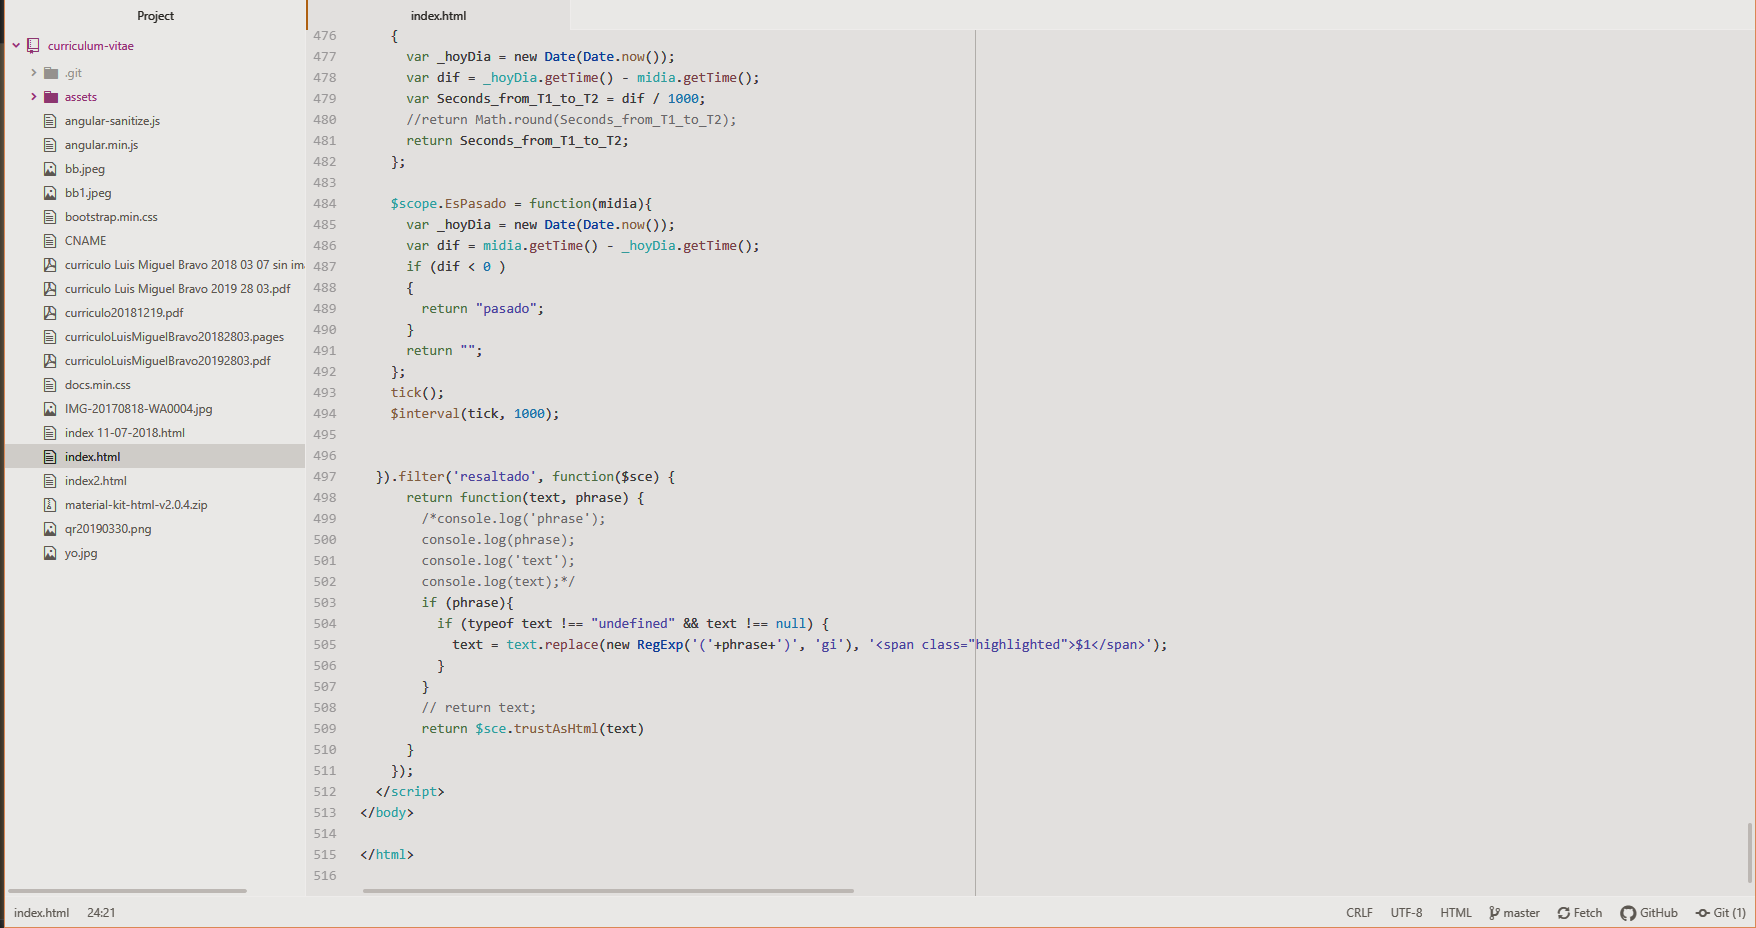 Project
curriculum-vitae
.git
assets
angular-sanitize.js
angular.min.js
bb.jpeg
bb1.jpeg
bootstrap.min.css
CNAME
curriculo Luis Miguel Bravo 2018 03 07 sin im
curriculo Luis Miguel Bravo 2019 28 03.pdf
curriculo20181219.pdf
curriculoLuisMiguelBravo20182803.pages
curriculoLuisMiguelBravo20192803.pdf
docs.min.css
IMG-20170818-WA0004.jpg
index 11-07-2018.html
index.html
index2.html
material-kit-html-v2.0.4.zip
qr20190330.png
yo.jpg
index.html
476 {
477 var _hoyDia = new Date(Date.now());
478 var dif = _hoyDia.getTime() - midia.getTime();
479 var Seconds_from_T1_to_T2 = dif / 1000;
480 //return Math.round(Seconds_from_T1_to_T2);
481 return Seconds_from_T1_to_T2;
482 };
483
484 $scope.EsPasado = function(midia){
485 var _hoyDia = new Date(Date.now());
486 var dif = midia.getTime() - _hoyDia.getTime();
487 if (dif < 0 )
488 {
489 return "pasado";
490 }
491 return "";
492 };
493 tick();
494 $interval(tick, 1000);
495
496
497 }).filter('resaltado', function($sce) {
498 return function(text, phrase) {
499 /*console.log('phrase');
500 console.log(phrase);
501 console.log('text');
502 console.log(text);*/
503 if (phrase){
504 if (typeof text !== "undefined" && text !== null) {
505 text = text.replace(new RegExp('('+phrase+')', 'gi'), '<span class="highlighted">$1</span>');
506 }
507 }
508 // return text;
509 return $sce.trustAsHtml(text)
510 }
511 });
512 </script>
513 </body>
514
515 </html>
516
index.html 24:21 CRLF UTF-8 HTML master Fetch GitHub Git (1)